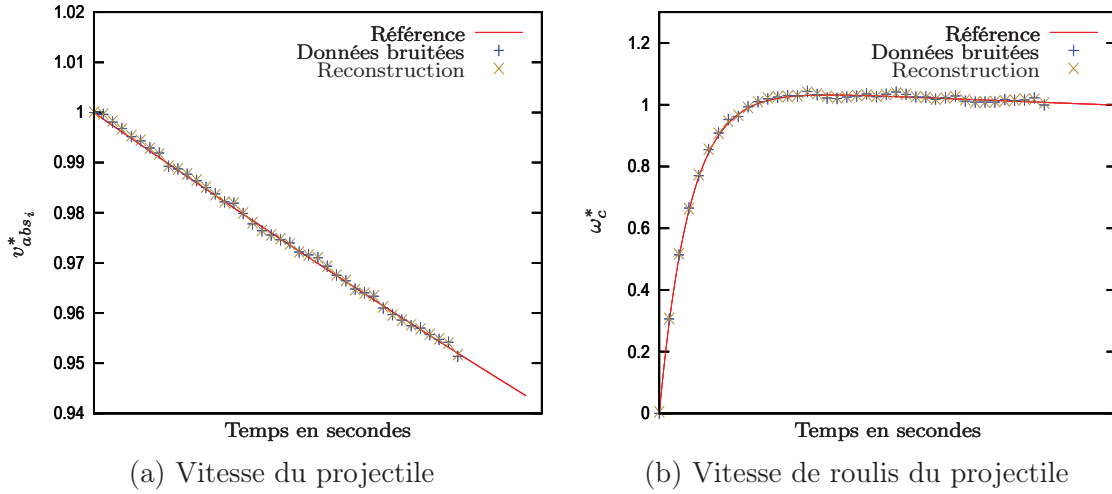 1.02
1.01
1
0.99
0.98
0.97
0.96
0.95
0.94
v*abs_i
Référence
Données bruitées
Reconstruction
Temps en secondes
(a) Vitesse du projectile
1.2
1
0.8
0.6
0.4
0.2
0
ω*c
Référence
Données bruitées
Reconstruction
Temps en secondes
(b) Vitesse de roulis du projectile